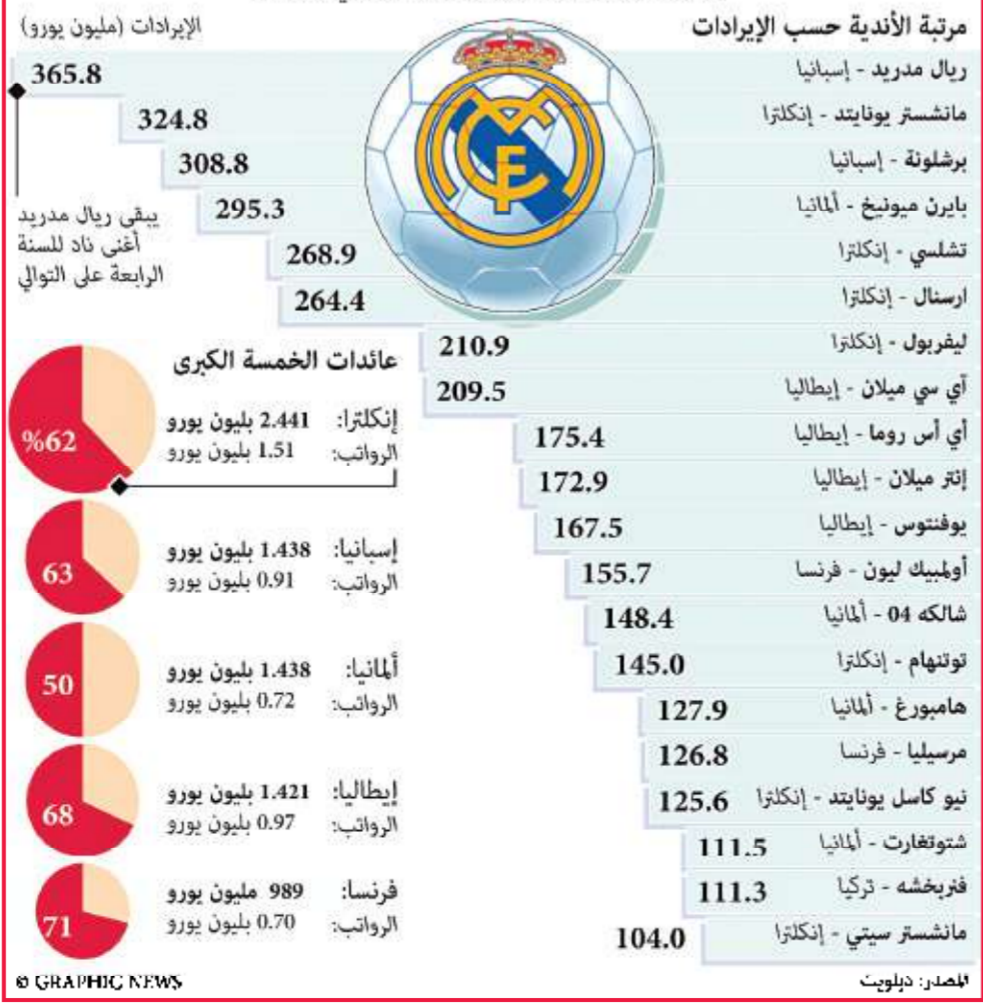 مرتبة الأندية حسب الإيرادات
الإيرادات (مليون يورو)
ريال مدريد - إسبانيا 365.8
مانشستر يونايتد - إنكلترا 324.8
برشلونة - إسبانيا 308.8
بايرن ميونيخ - ألمانيا 295.3
تشلسي - إنكلترا 268.9
ارسنال - إنكلترا 264.4
ليفربول - إنكلترا 210.9
آي سي ميلان - إيطاليا 209.5
أي أس روما - إيطاليا 175.4
إنتر ميلان - إيطاليا 172.9
يوفنتوس - إيطاليا 167.5
أولمبيك ليون - فرنسا 155.7
شالكه 04 - ألمانيا 148.4
توتنهام - إنكلترا 145.0
هامبورغ - ألمانيا 127.9
مرسيليا - فرنسا 126.8
نيو كاسل يونايتد - إنكلترا 125.6
شتوتغارت - ألمانيا 111.5
فنربخشه - تركيا 111.3
مانشستر سيتي - إنكلترا 104.0
يبقى ريال مدريد
أغنى ناد للسنة
الرابعة على التوالي
عائدات الخمسة الكبرى
إنكلترا: 2.441 بليون يورو
الرواتب: 1.51 بليون يورو
%62
إسبانيا: 1.438 بليون يورو
الرواتب: 0.91 بليون يورو
63
ألمانيا: 1.438 بليون يورو
الرواتب: 0.72 بليون يورو
50
إيطاليا: 1.421 بليون يورو
الرواتب: 0.97 بليون يورو
68
فرنسا: 989 مليون يورو
الرواتب: 0.70 بليون يورو
71
المصدر: ديلويت
© GRAPHIC NEWS